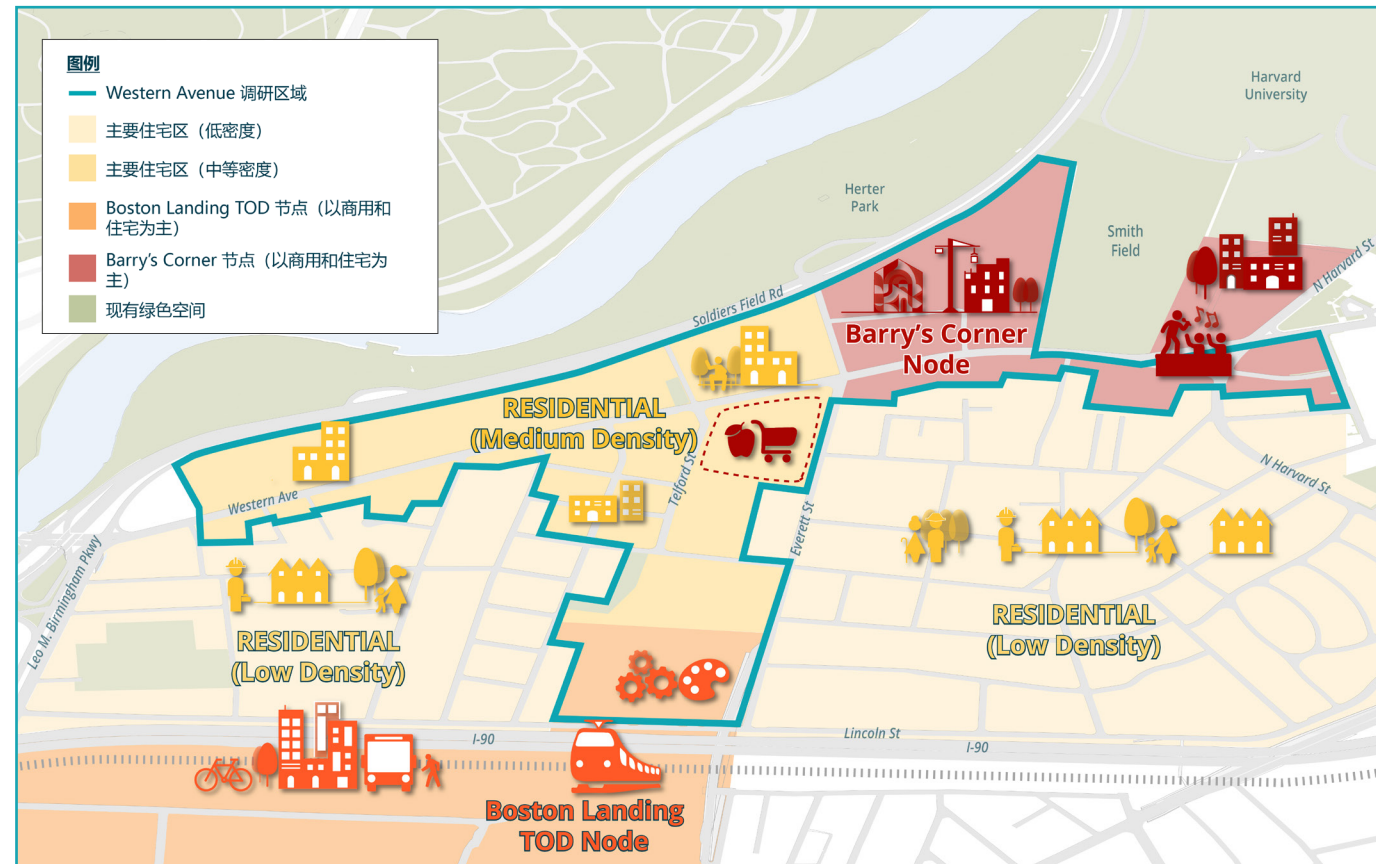 图例
Western Avenue 调研区域
主要住宅区（低密度）
主要住宅区（中等密度）
Boston Landing TOD 节点（以商用和
住宅为主）
Barry's Corner 节点（以商用和住宅为
主）
现有绿色空间
Harvard
University
Herter
Park
Smith
Field
N Harvard St
Soldiers Field Rd
Barry's Corner
Node
RESIDENTIAL
(Medium Density)
Telford St
Western Ave
N Harvard St
Everett St
Leo M. Birmingham Pkwy
RESIDENTIAL
(Low Density)
RESIDENTIAL
(Low Density)
Lincoln St
I-90
I-90
Boston Landing
TOD Node